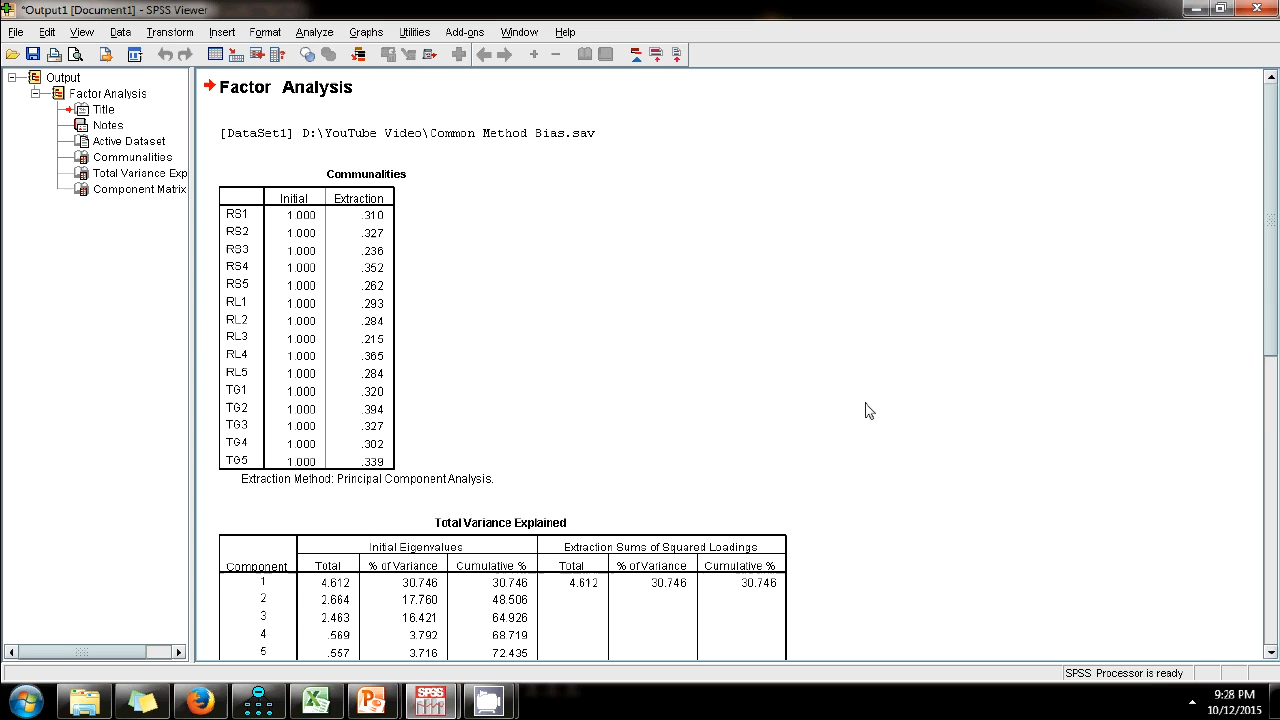 *Output1 [Document1] - SPSS Viewer
File Edit View Data Transform Insert Format Analyze Graphs Utilities Add-ons Window Help
Output
Factor Analysis
Title
Notes
Active Dataset
Communalities
Total Variance Exp
Component Matrix
Factor Analysis
[DataSet1] D:\YouTube Video\Common Method Bias.sav
Communalities
Initial Extraction
RS1 1.000 .310
RS2 1.000 .327
RS3 1.000 .236
RS4 1.000 .352
RS5 1.000 .262
RL1 1.000 .293
RL2 1.000 .284
RL3 1.000 .215
RL4 1.000 .365
RL5 1.000 .284
TG1 1.000 .320
TG2 1.000 .394
TG3 1.000 .327
TG4 1.000 .302
TG5 1.000 .339
Extraction Method: Principal Component Analysis.
Total Variance Explained
Initial Eigenvalues Extraction Sums of Squared Loadings
Component Total % of Variance Cumulative % Total % of Variance Cumulative %
1 4.612 30.746 30.746 4.612 30.746 30.746
2 2.664 17.760 48.506
3 2.463 16.421 64.926
4 .569 3.792 68.719
5 .557 3.716 72.435
SPSS Processor is ready
SPSS
9:28 PM
10/12/2015